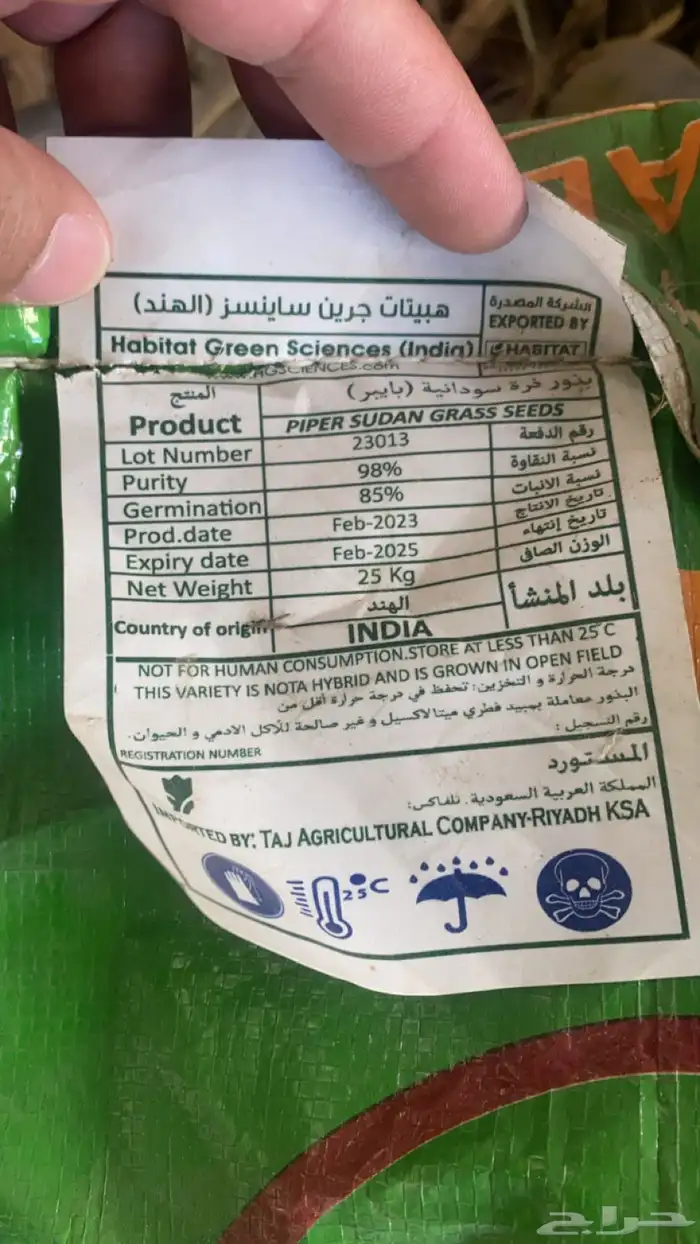 هبيتات جرين ساينسز (الهند)
الشركة المصدرة
EXPORTED BY
Habitat Green Sciences (India)
HABITAT
www.HGSCIENCES.com
المنتج
بذور ذرة سودانية (بايبر)
Product
PIPER SUDAN GRASS SEEDS
Lot Number 23013 رقم الدفعة
Purity 98% نسبة النقاوة
Germination 85% نسبة الانبات
Prod.date Feb-2023 تاريخ الانتاج
Expiry date Feb-2025 تاريخ إنتهاء
Net Weight 25 Kg الوزن الصافى
Country of origin الهند بلد المنشأ
INDIA
NOT FOR HUMAN CONSUMPTION.STORE AT LESS THAN 25°C
THIS VARIETY IS NOTA HYBRID AND IS GROWN IN OPEN FIELD
درجة الحرارة و التخزين: تحفظ في درجة حرارة أقل من
البذور معاملة بمبيد فطري ميتالاكسيل و غير صالحة للأكل الادمي و الحيوان.
رقم التسجيل :
REGISTRATION NUMBER
المستورد
المملكة العربية السعودية. تلفاكس:
IMPORTED BY: TAJ AGRICULTURAL COMPANY-RIYADH KSA
25°C
حراج